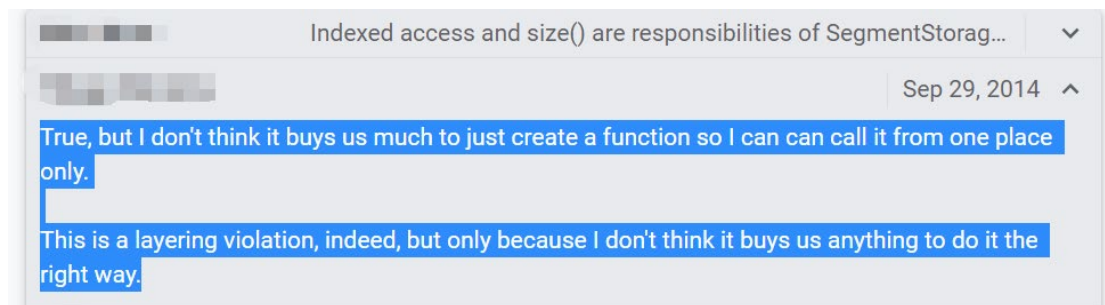 Indexed access and size() are responsibilities of SegmentStorag...
Sep 29, 2014
True, but I don't think it buys us much to just create a function so I can can call it from one place
only.
This is a layering violation, indeed, but only because I don't think it buys us anything to do it the
right way.